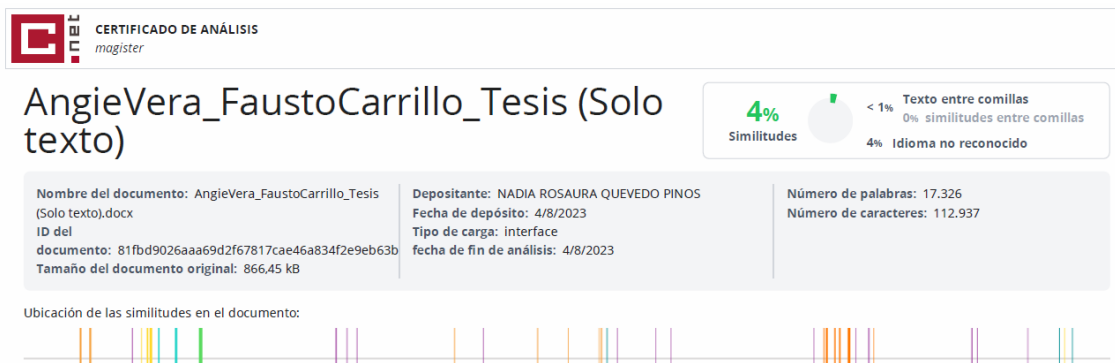 C .net
CERTIFICADO DE ANÁLISIS
magister
AngieVera_FaustoCarrillo_Tesis (Solo
texto)
4%
Similitudes
< 1% Texto entre comillas
0% similitudes entre comillas
4% Idioma no reconocido
Nombre del documento: AngieVera_FaustoCarrillo_Tesis
(Solo texto).docx
ID del
documento: 81fbd9026aaa69d2f67817cae46a834f2e9eb63b
Tamaño del documento original: 866,45 kB
Depositante: NADIA ROSAURA QUEVEDO PINOS
Fecha de depósito: 4/8/2023
Tipo de carga: interface
fecha de fin de análisis: 4/8/2023
Número de palabras: 17.326
Número de caracteres: 112.937
Ubicación de las similitudes en el documento: